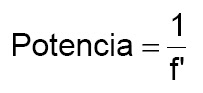 Potencia = 1/f'